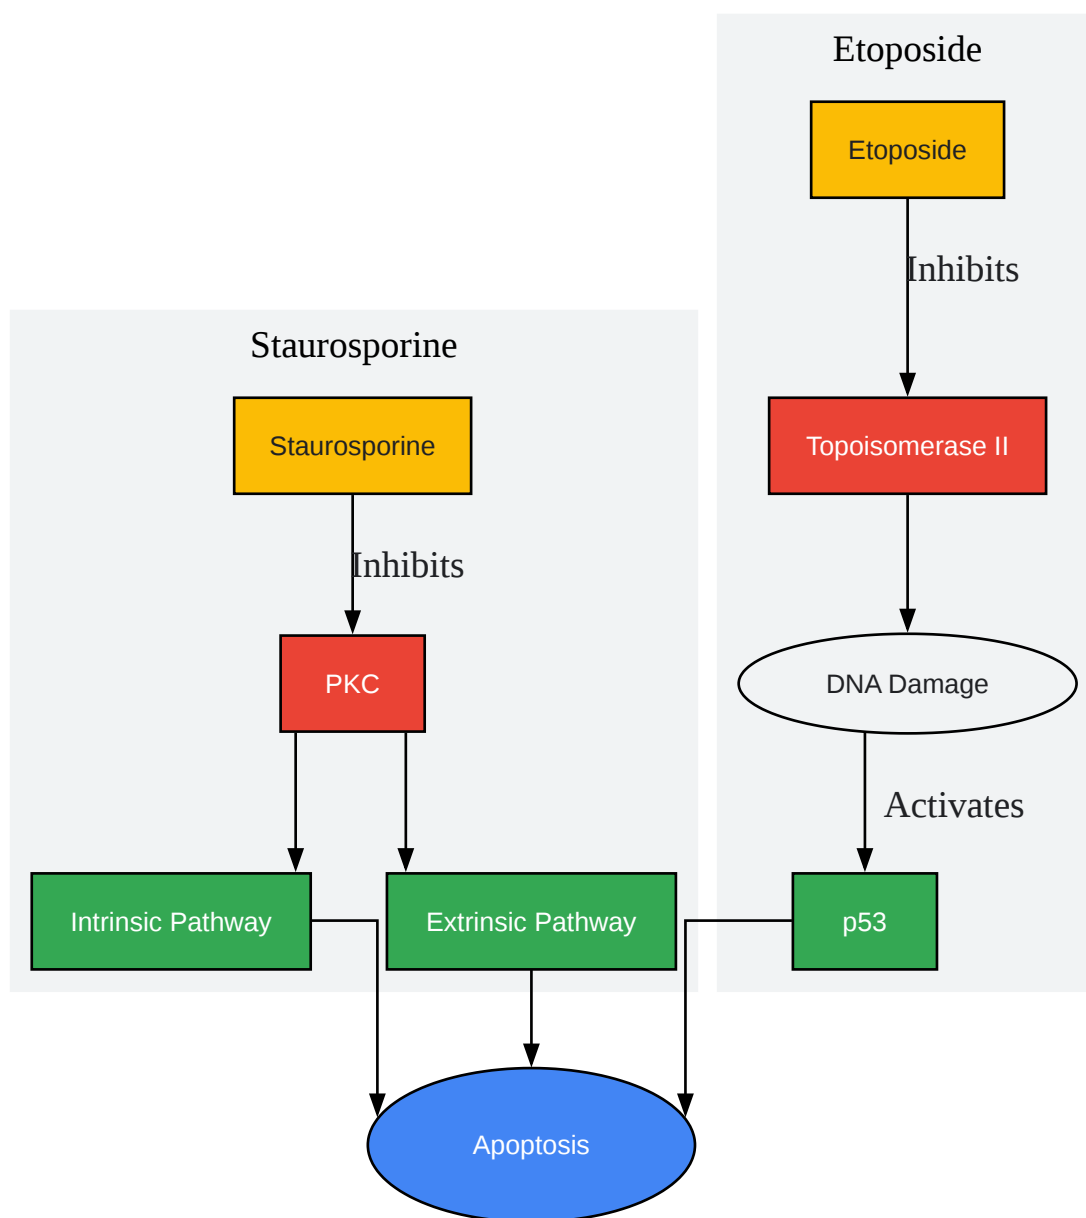 Etoposide
Etoposide
Inhibits
Staurosporine
Staurosporine
Topoisomerase II
Inhibits
PKC
DNA Damage
Activates
Intrinsic Pathway
Extrinsic Pathway
p53
Apoptosis